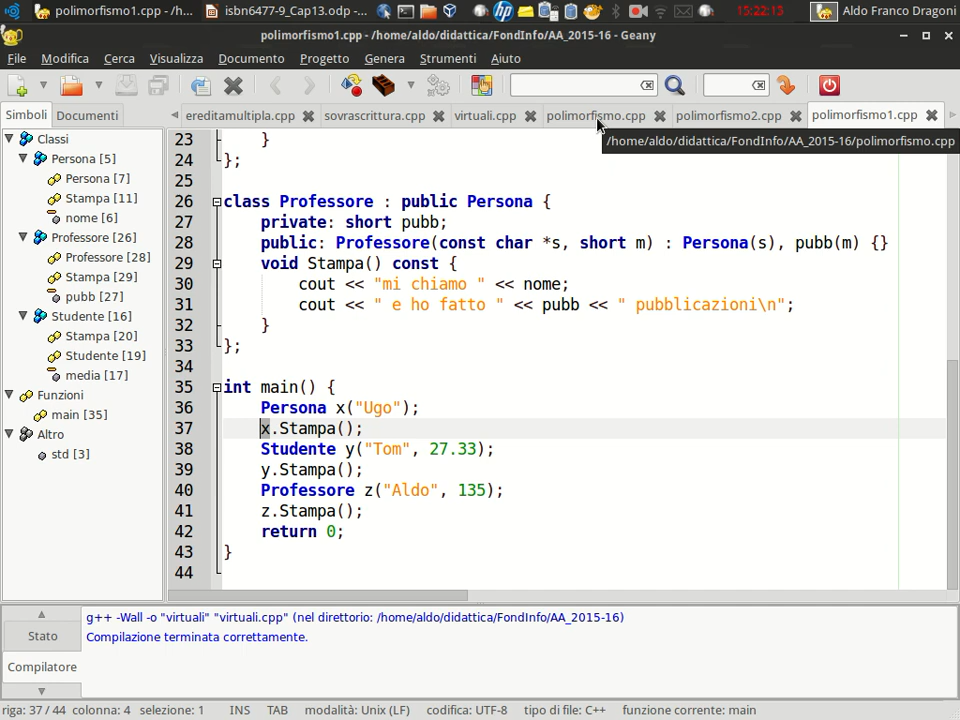 polimorfismo1.cpp - /h...
isbn6477-9_Cap13.odp -...
15:22:15
Aldo Franco Dragoni
polimorfismo1.cpp - /home/aldo/didattica/FondInfo/AA_2015-16 - Geany
File Modifica Cerca Visualizza Documento Progetto Genera Strumenti Aiuto
Simboli Documenti
ereditamultipla.cpp sovrascrittura.cpp virtuali.cpp polimorfismo.cpp polimorfismo2.cpp polimorfismo1.cpp
/home/aldo/didattica/FondInfo/AA_2015-16/polimorfismo.cpp
Classi
Persona [5]
Persona [7]
Stampa [11]
nome [6]
Professore [26]
Professore [28]
Stampa [29]
pubb [27]
Studente [16]
Stampa [20]
Studente [19]
media [17]
Funzioni
main [35]
Altro
std [3]
23 }
24 };
25
26 class Professore : public Persona {
27 private: short pubb;
28 public: Professore(const char *s, short m) : Persona(s), pubb(m) {}
29 void Stampa() const {
30 cout << "mi chiamo " << nome;
31 cout << " e ho fatto " << pubb << " pubblicazioni\n";
32 }
33 };
34
35 int main() {
36 Persona x("Ugo");
37 x.Stampa();
38 Studente y("Tom", 27.33);
39 y.Stampa();
40 Professore z("Aldo", 135);
41 z.Stampa();
42 return 0;
43 }
44
Stato
Compilatore
g++ -Wall -o "virtuali" "virtuali.cpp" (nel direttorio: /home/aldo/didattica/FondInfo/AA_2015-16)
Compilazione terminata correttamente.
riga: 37 / 44 colonna: 4 selezione: 1 INS TAB modalità: Unix (LF) codifica: UTF-8 tipo di file: C++ funzione corrente: main